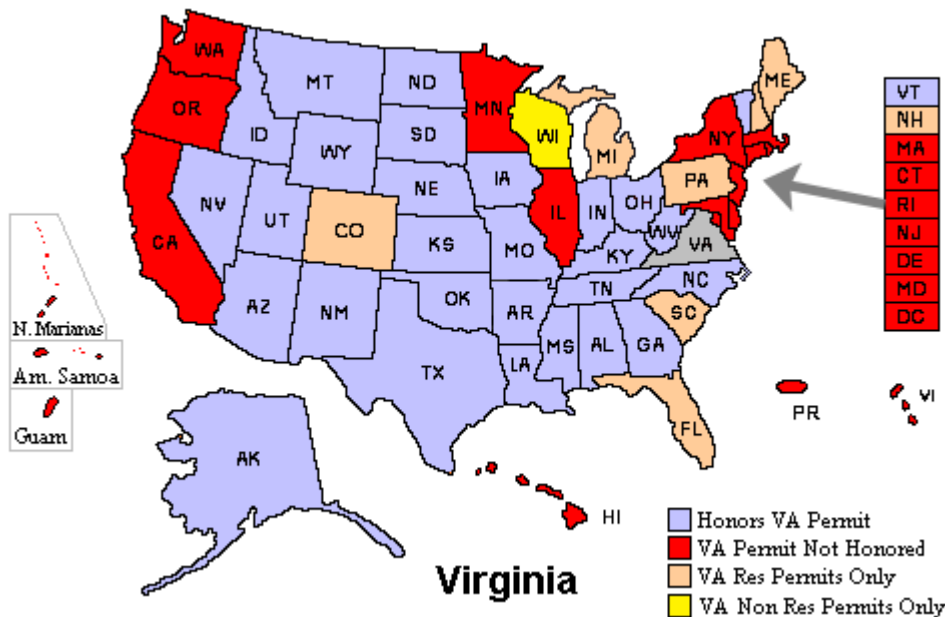 WA
MT
ND
MN
ME
OR
ID
SD
WI
NY
VT
NH
MA
CT
RI
NJ
DE
MD
DC
WY
MI
NV
UT
NE
IA
PA
CO
KS
IL
IN
OH
WV
VA
CA
MO
KY
AZ
NM
OK
AR
TN
NC
SC
TX
LA
MS
AL
GA
FL
N. Marianas
Am. Samoa
Guam
PR
VI
AK
HI
Honors VA Permit
VA Permit Not Honored
VA Res Permits Only
VA Non Res Permits Only
Virginia